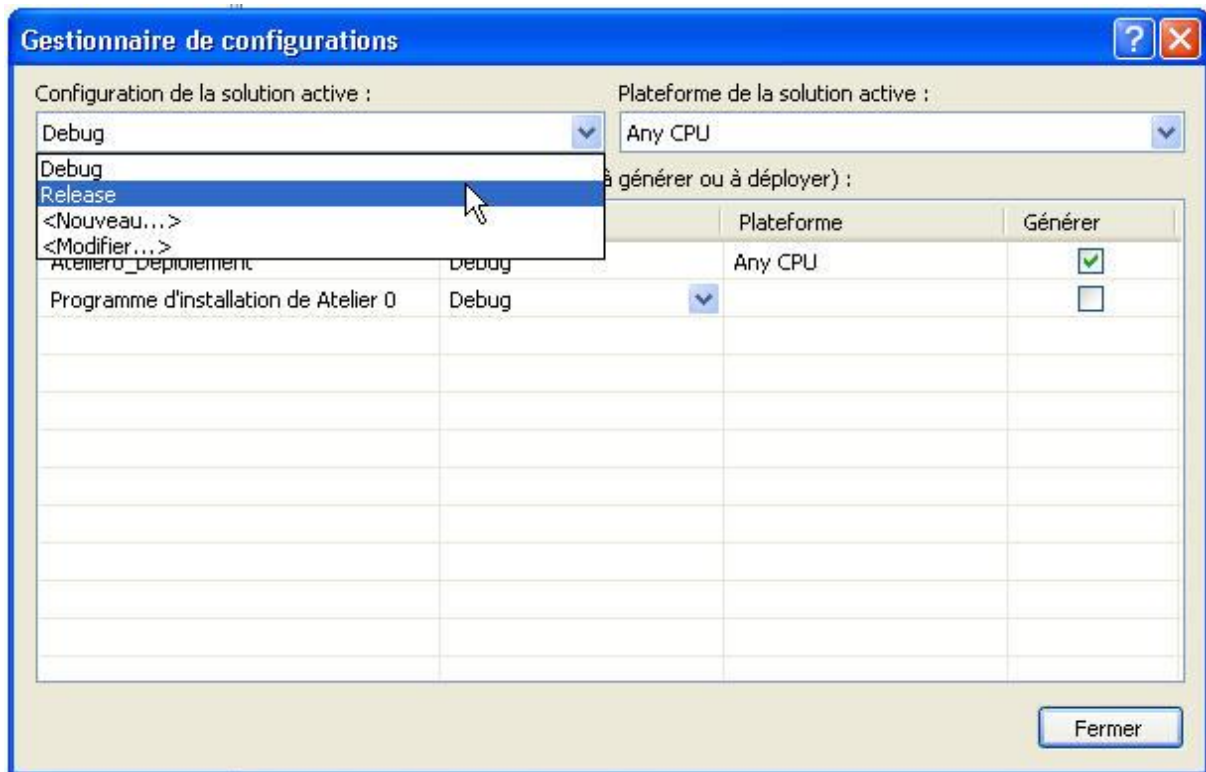 Gestionnaire de configurations
Configuration de la solution active :
Plateforme de la solution active :
Debug
Any CPU
Debug
Release
<Nouveau...>
<Modifier...>
à générer ou à déployer) :
Plateforme
Générer
Atelier0_Deploiement Debug Any CPU
Programme d'installation de Atelier 0 Debug
Fermer